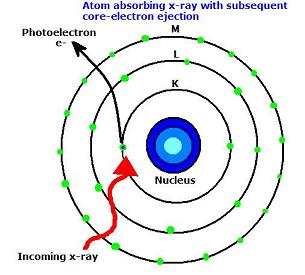 Atom absorbing x-ray with subsequent
core-electron ejection
Photoelectron
e-
M
L
K
Nucleus
Incoming x-ray